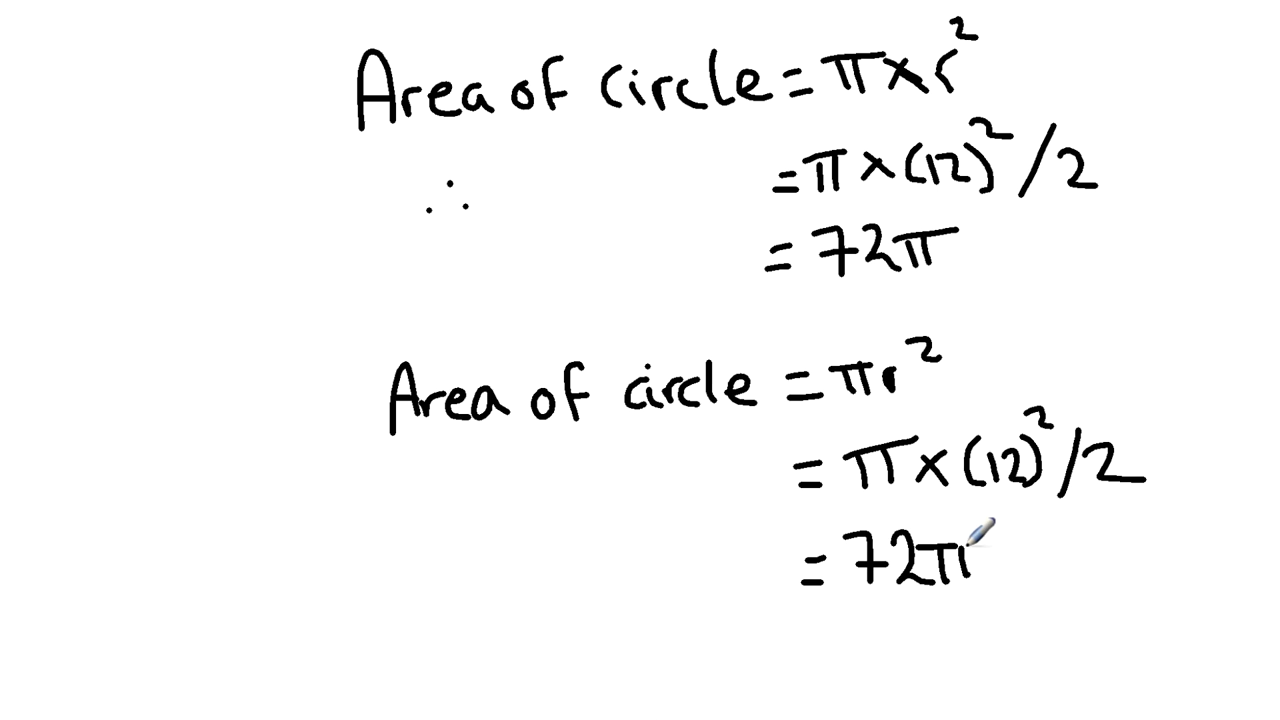 Area of circle = π × r²
∴ = π × (12)² / 2
= 72π
Area of circle = πr²
= π × (12)² / 2
= 72π